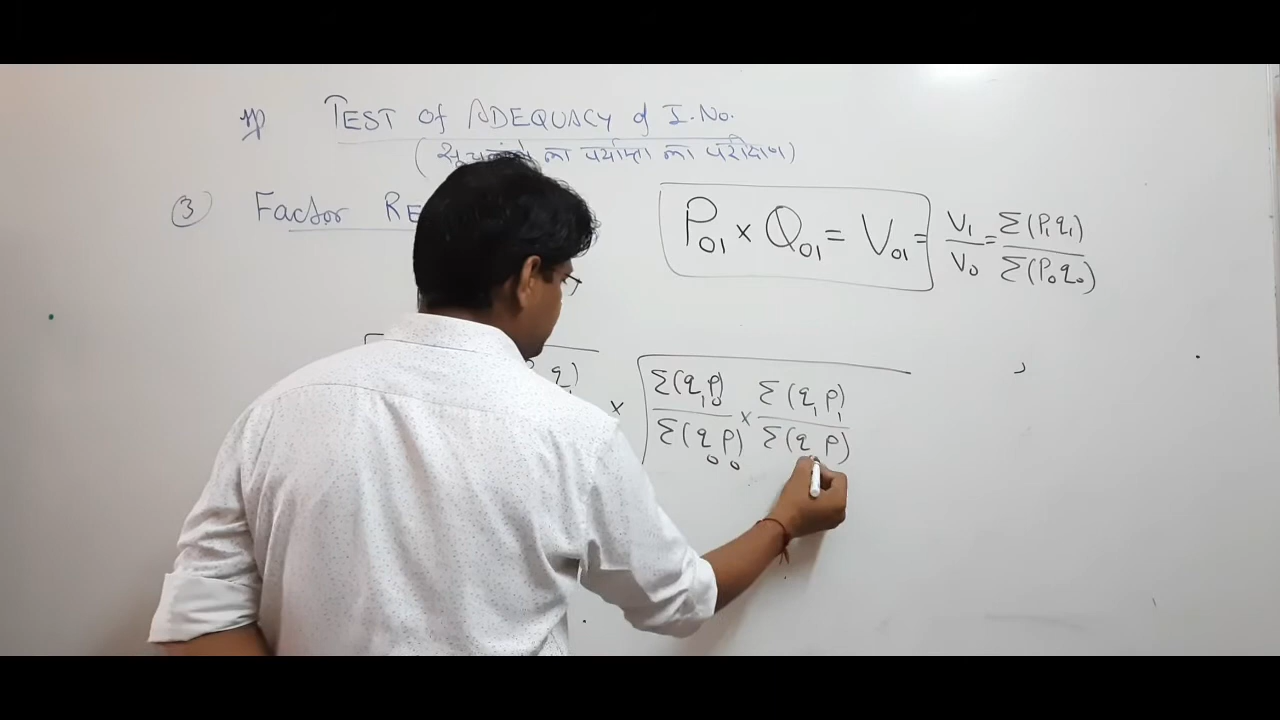 TEST of ADEQUACY of I.No.
(सूचकांको का पर्याप्तता का परीक्षण)
③ Factor RE
P₀₁ × Q₀₁ = V₀₁ = V₁/V₀ = Σ(P₁q₁)/Σ(P₀q₀)
q₁) × √ Σ(q₁p₀)/Σ(q₀p₀) × Σ(q₁p₁)/Σ(q p)